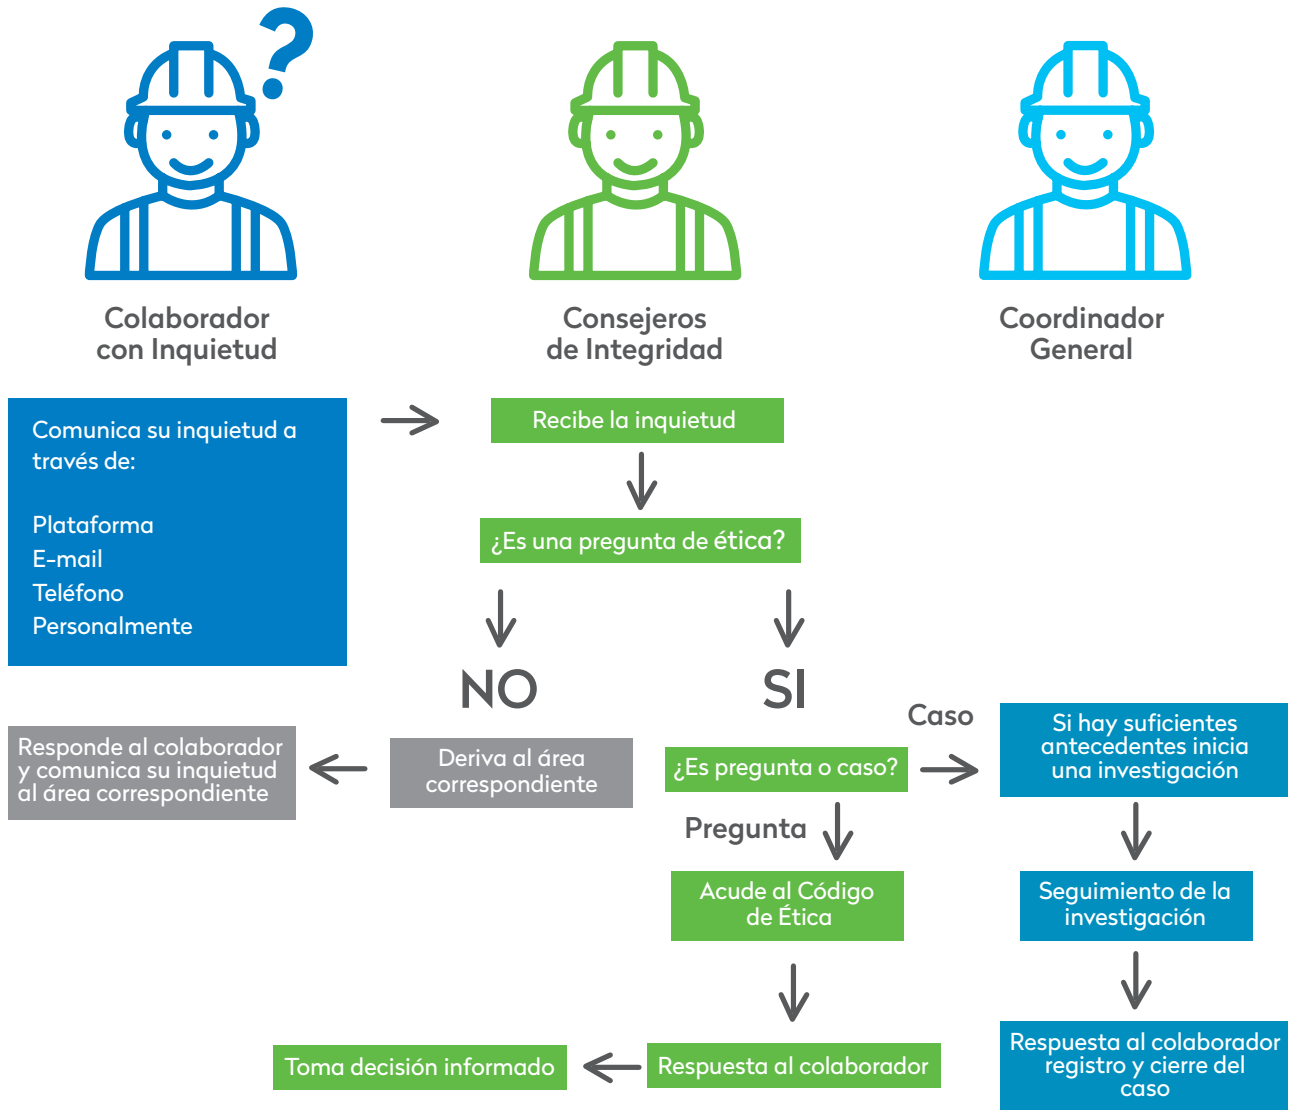 ?
Colaborador
con Inquietud
Consejeros
de Integridad
Coordinador
General
Comunica su inquietud a
través de:
Plataforma
E-mail
Teléfono
Personalmente
Recibe la inquietud
¿Es una pregunta de ética?
NO
SI
Responde al colaborador
y comunica su inquietud
al área correspondiente
Deriva al área
correspondiente
¿Es pregunta o caso?
Caso
Si hay suficientes
antecedentes inicia
una investigación
Pregunta
Acude al Código
de Ética
Seguimiento de la
investigación
Toma decisión informado
Respuesta al colaborador
Respuesta al colaborador
registro y cierre del
caso